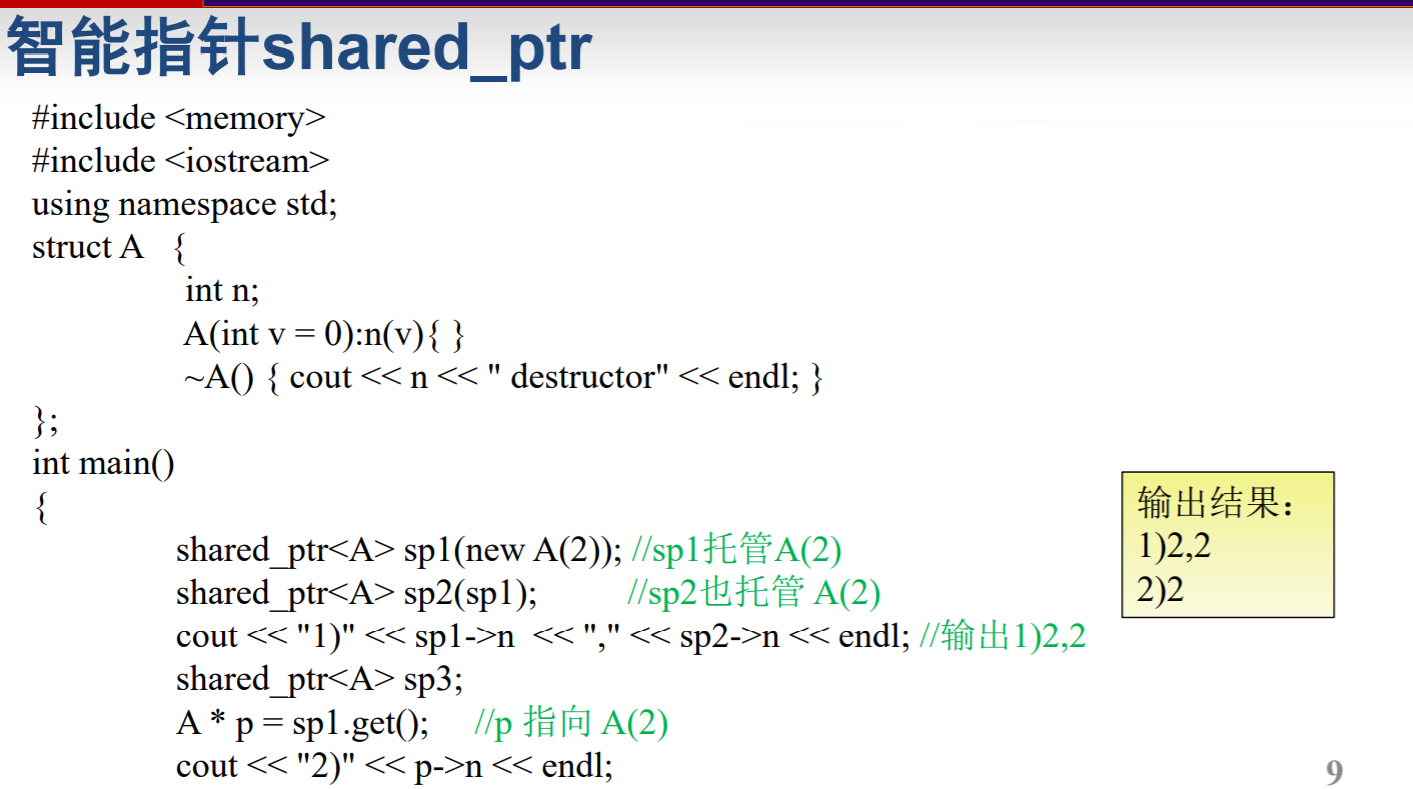 智能指针shared_ptr
#include <memory>
#include <iostream>
using namespace std;
struct A {
int n;
A(int v = 0):n(v){ }
~A() { cout << n << " destructor" << endl; }
};
int main()
{
shared_ptr<A> sp1(new A(2)); //sp1托管A(2)
shared_ptr<A> sp2(sp1); //sp2也托管 A(2)
cout << "1)" << sp1->n << "," << sp2->n << endl; //输出1)2,2
shared_ptr<A> sp3;
A * p = sp1.get(); //p 指向 A(2)
cout << "2)" << p->n << endl;
输出结果：
1)2,2
2)2
9